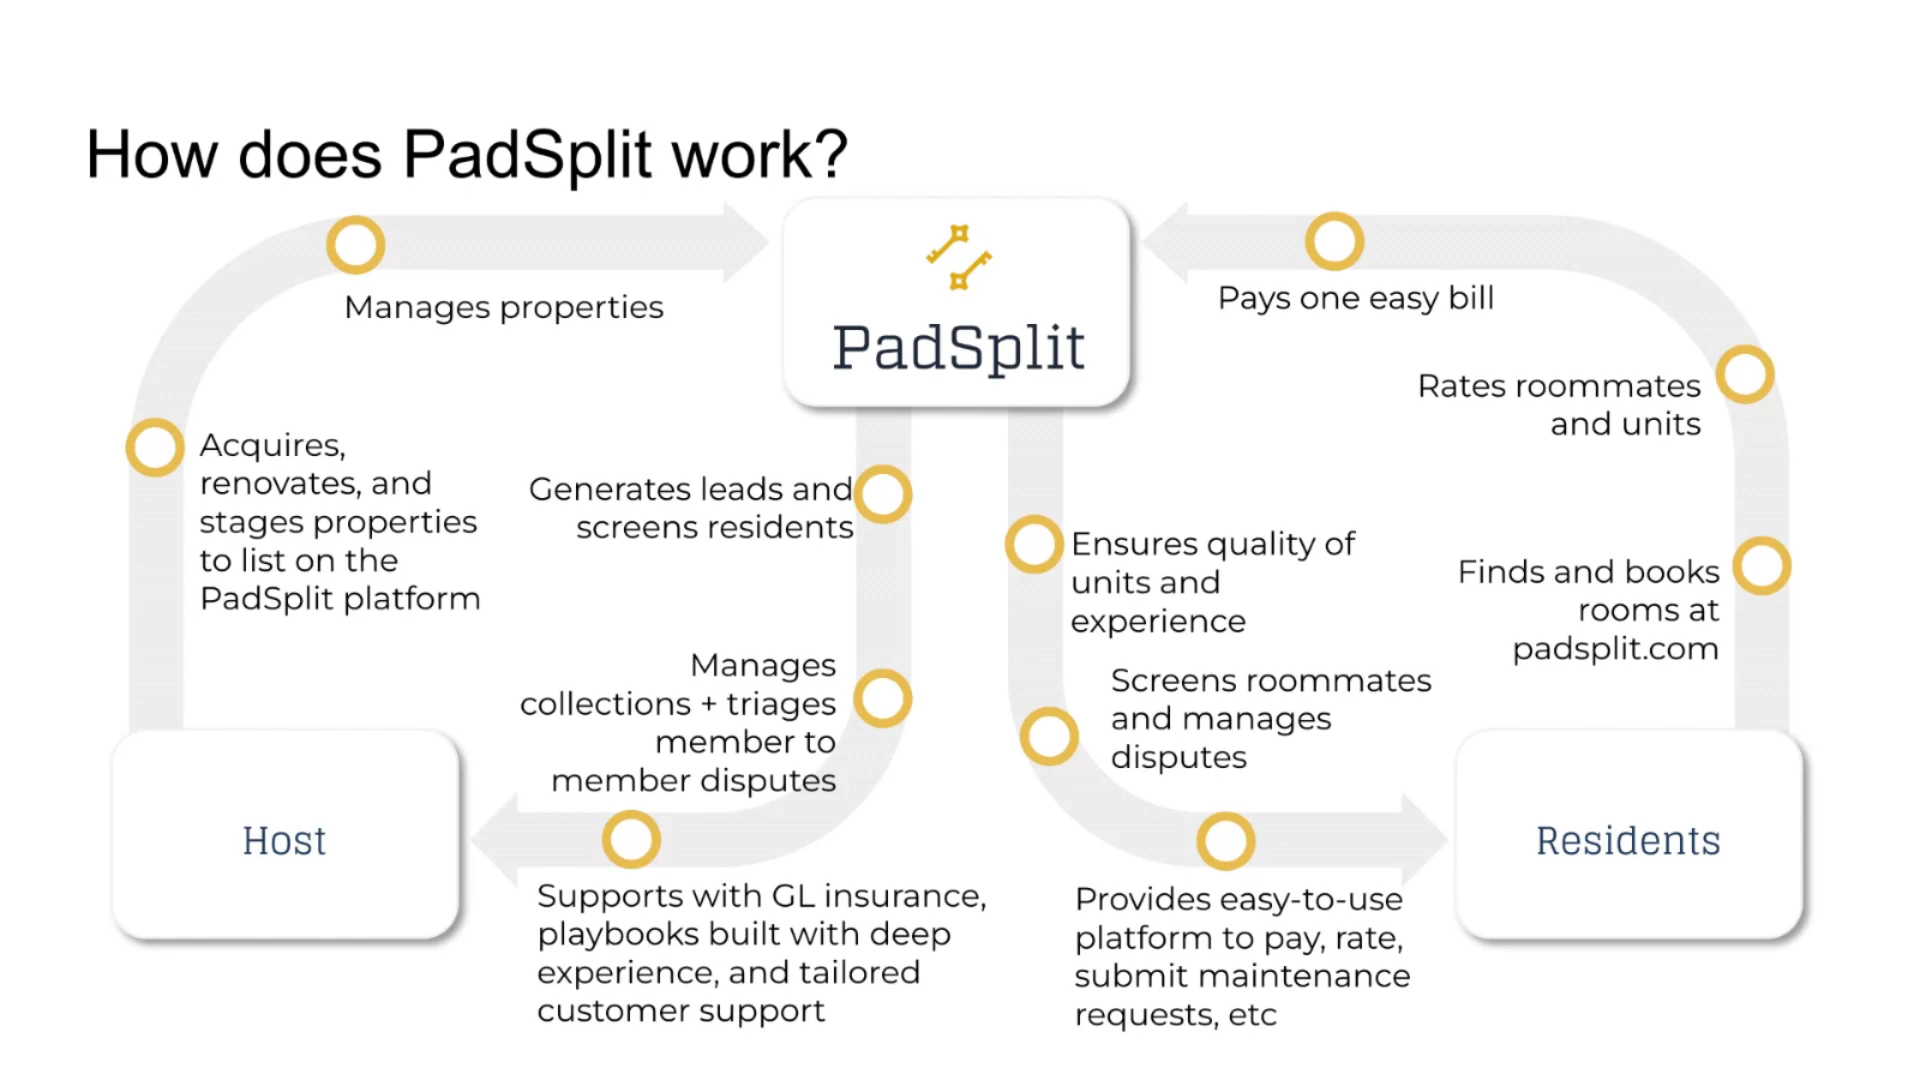 How does PadSplit work?
PadSplit
Manages properties
Acquires,
renovates, and
stages properties
to list on the
PadSplit platform
Host
Generates leads and
screens residents
Manages
collections + triages
member to
member disputes
Supports with GL insurance,
playbooks built with deep
experience, and tailored
customer support
Ensures quality of
units and
experience
Screens roommates
and manages
disputes
Provides easy-to-use
platform to pay, rate,
submit maintenance
requests, etc
Pays one easy bill
Rates roommates
and units
Finds and books
rooms at
padsplit.com
Residents